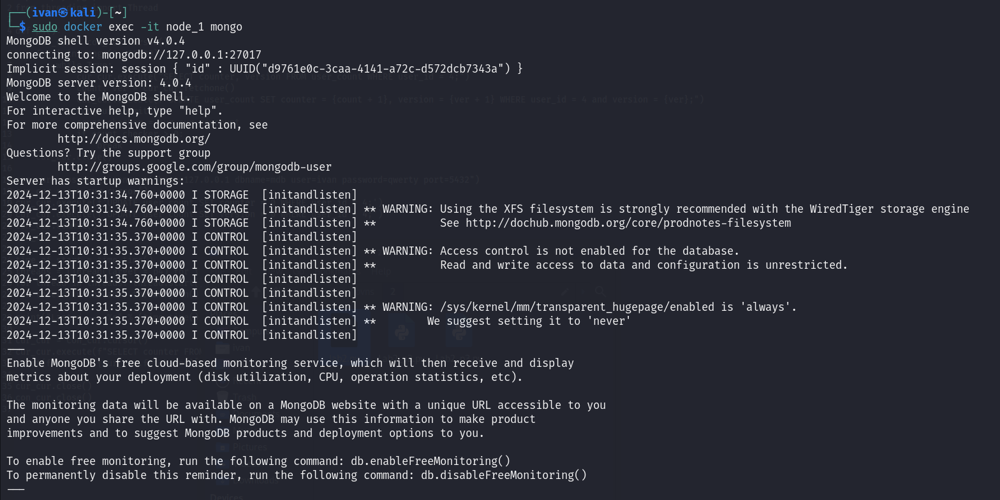 ┌──(ivan㉿kali)-[~]
└─$ sudo docker exec -it node_1 mongo
MongoDB shell version v4.0.4
connecting to: mongodb://127.0.0.1:27017
Implicit session: session { "id" : UUID("d9761e0c-3caa-4141-a72c-d572dcb7343a") }
MongoDB server version: 4.0.4
Welcome to the MongoDB shell.
For interactive help, type "help".
For more comprehensive documentation, see
        http://docs.mongodb.org/
Questions? Try the support group
        http://groups.google.com/group/mongodb-user
Server has startup warnings:
2024-12-13T10:31:34.760+0000 I STORAGE  [initandlisten]
2024-12-13T10:31:34.760+0000 I STORAGE  [initandlisten] ** WARNING: Using the XFS filesystem is strongly recommended with the WiredTiger storage engine
2024-12-13T10:31:34.760+0000 I STORAGE  [initandlisten] **          See http://dochub.mongodb.org/core/prodnotes-filesystem
2024-12-13T10:31:35.370+0000 I CONTROL  [initandlisten]
2024-12-13T10:31:35.370+0000 I CONTROL  [initandlisten] ** WARNING: Access control is not enabled for the database.
2024-12-13T10:31:35.370+0000 I CONTROL  [initandlisten] **          Read and write access to data and configuration is unrestricted.
2024-12-13T10:31:35.370+0000 I CONTROL  [initandlisten]
2024-12-13T10:31:35.370+0000 I CONTROL  [initandlisten]
2024-12-13T10:31:35.370+0000 I CONTROL  [initandlisten] ** WARNING: /sys/kernel/mm/transparent_hugepage/enabled is 'always'.
2024-12-13T10:31:35.370+0000 I CONTROL  [initandlisten] **        We suggest setting it to 'never'
2024-12-13T10:31:35.370+0000 I CONTROL  [initandlisten]
---
Enable MongoDB's free cloud-based monitoring service, which will then receive and display
metrics about your deployment (disk utilization, CPU, operation statistics, etc).

The monitoring data will be available on a MongoDB website with a unique URL accessible to you
and anyone you share the URL with. MongoDB may use this information to make product
improvements and to suggest MongoDB products and deployment options to you.

To enable free monitoring, run the following command: db.enableFreeMonitoring()
To permanently disable this reminder, run the following command: db.disableFreeMonitoring()
---